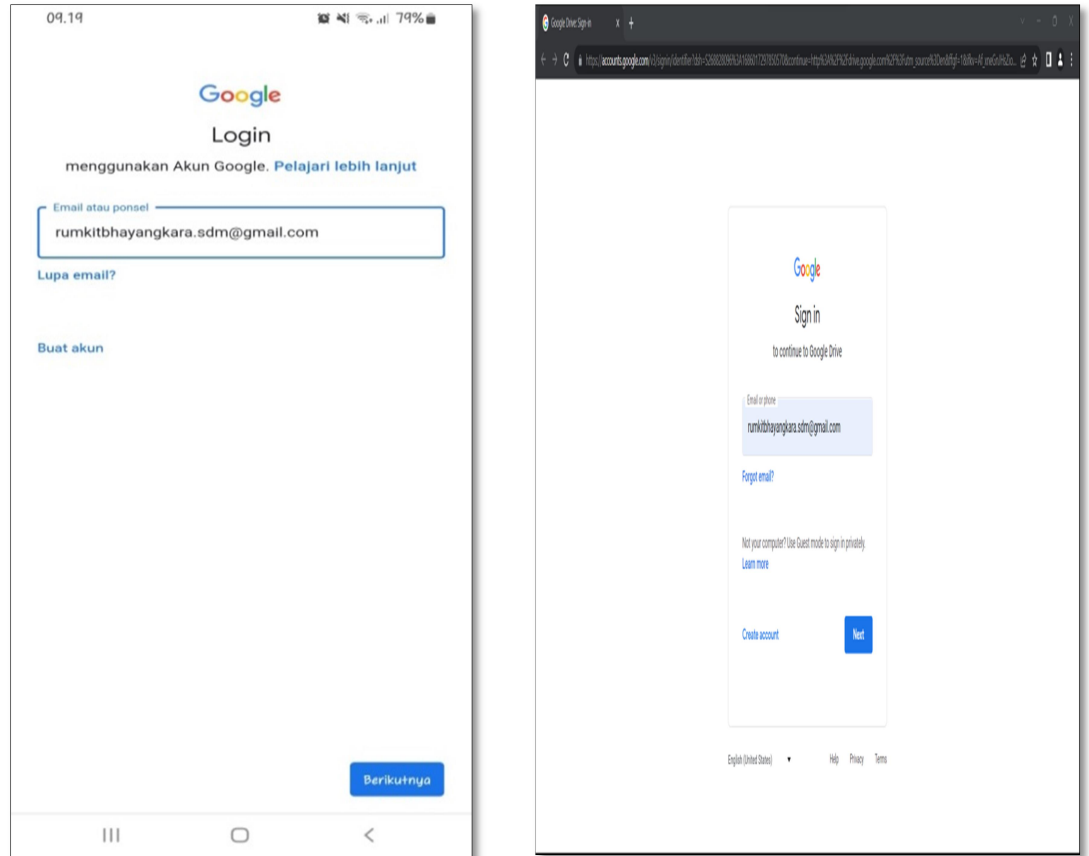 09.19
79%
Google
Login
menggunakan Akun Google. Pelajari lebih lanjut
Email atau ponsel
rumkitbhayangkara.sdm@gmail.com
Lupa email?
Buat akun
Berikutnya
Google Drive: Sign-in
Google
Sign in
to continue to Google Drive
Email or phone
rumkitbhayangkara.sdm@gmail.com
Forgot email?
Not your computer? Use Guest mode to sign in privately.
Learn more
Create account
Next
English (United States)
Help Privacy Terms